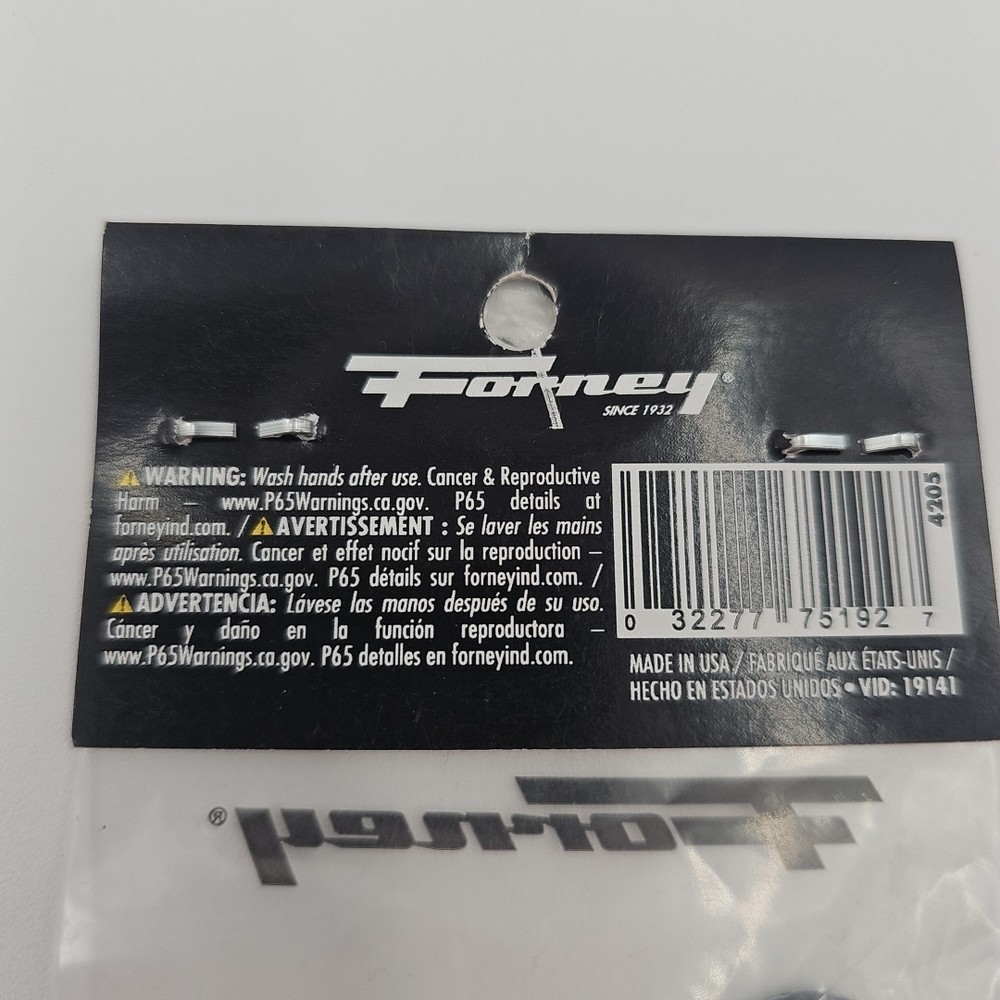 Forney®
SINCE 1932
⚠ WARNING: Wash hands after use. Cancer & Reproductive
Harm – www.P65Warnings.ca.gov. P65 details at
forneyind.com. / ⚠ AVERTISSEMENT : Se laver les mains
après utilisation. Cancer et effet nocif sur la reproduction –
www.P65Warnings.ca.gov. P65 détails sur forneyind.com. /
⚠ ADVERTENCIA: Lávese las manos después de su uso.
Cáncer y daño en la función reproductora –
www.P65Warnings.ca.gov. P65 detalles en forneyind.com.
4205
0 32277 75192 7
MADE IN USA / FABRIQUÉ AUX ÉTATS-UNIS /
HECHO EN ESTADOS UNIDOS • VID: 19141
Forney®